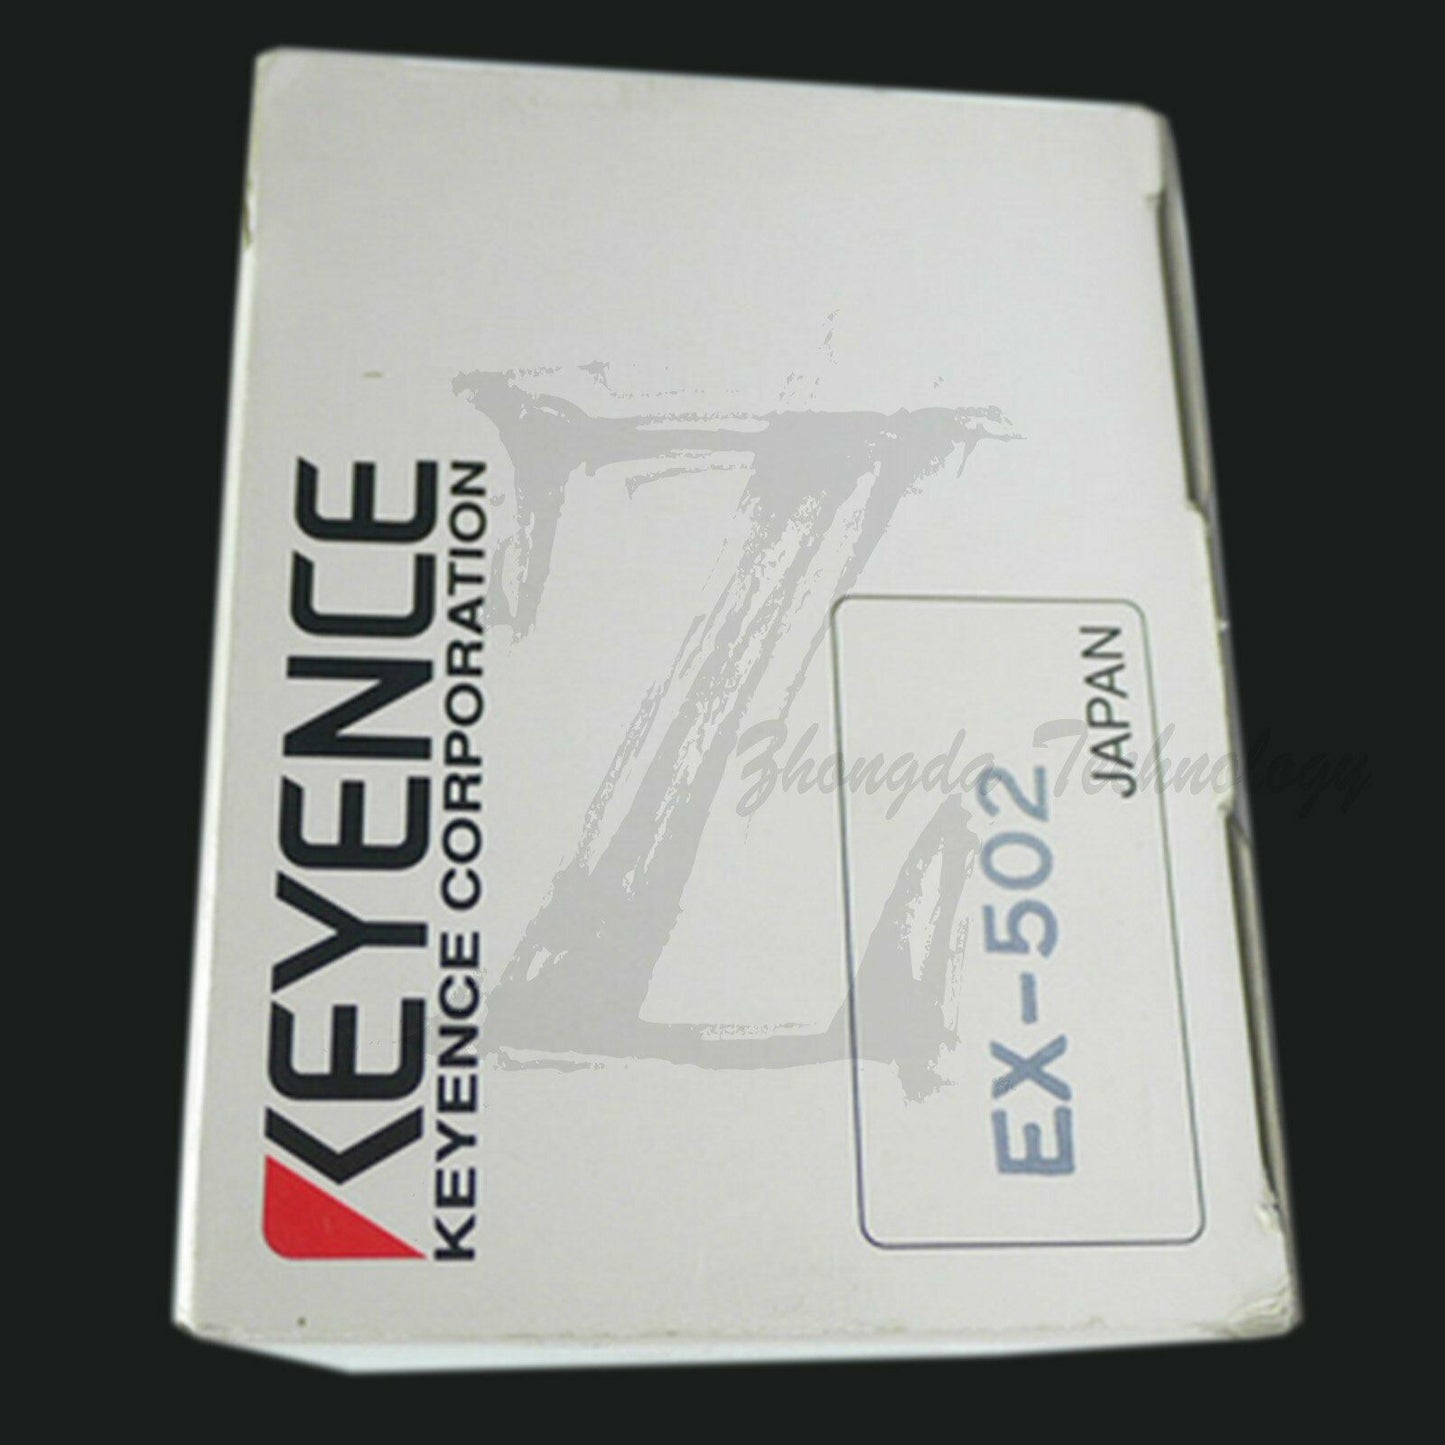 KEYENCE
KEYENCE CORPORATION
EX-502
JAPAN
Z
Zhongda Technology